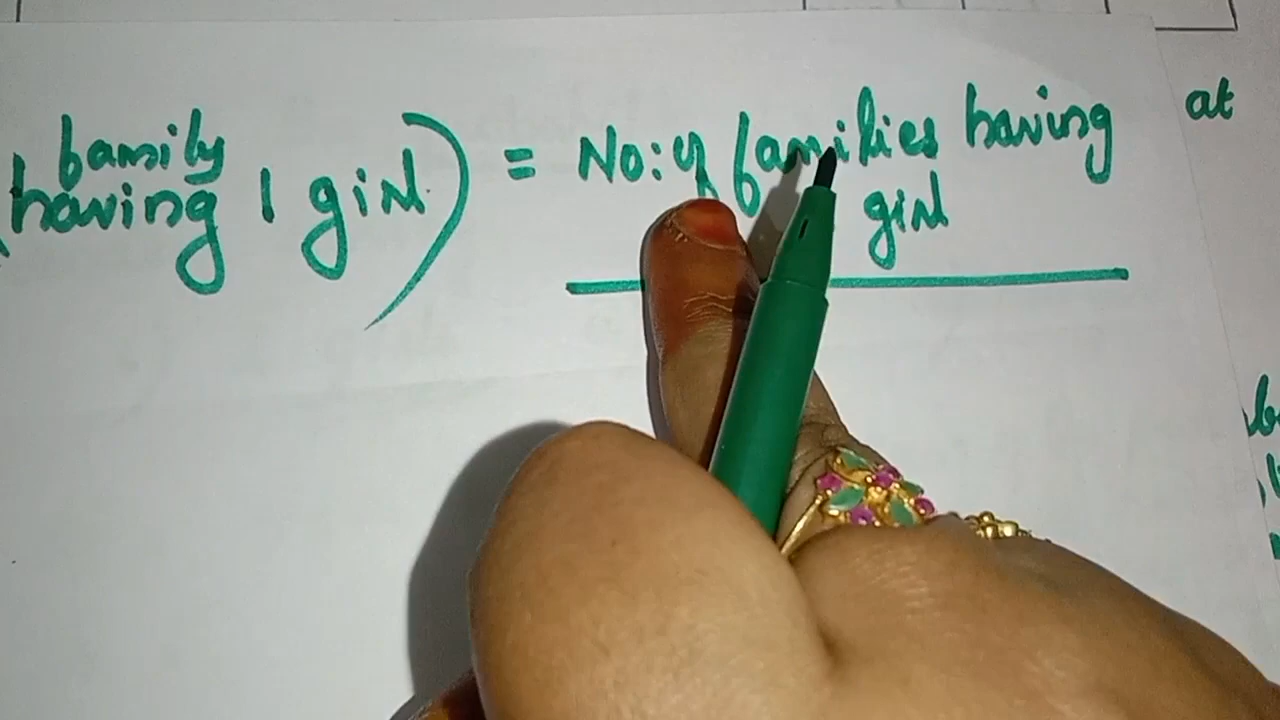 family
having 1 girl) = No: of families having
girl
at